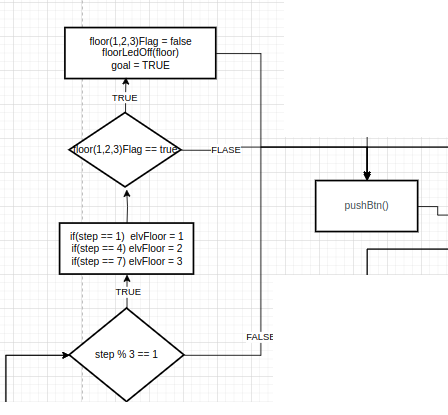 floor(1,2,3)Flag = false
floorLedOff(floor)
goal = TRUE
TRUE
floor(1,2,3)Flag == true
FLASE
pushBtn()
if(step == 1) elvFloor = 1
if(step == 4) elvFloor = 2
if(step == 7) elvFloor = 3
TRUE
FALSE
step % 3 == 1